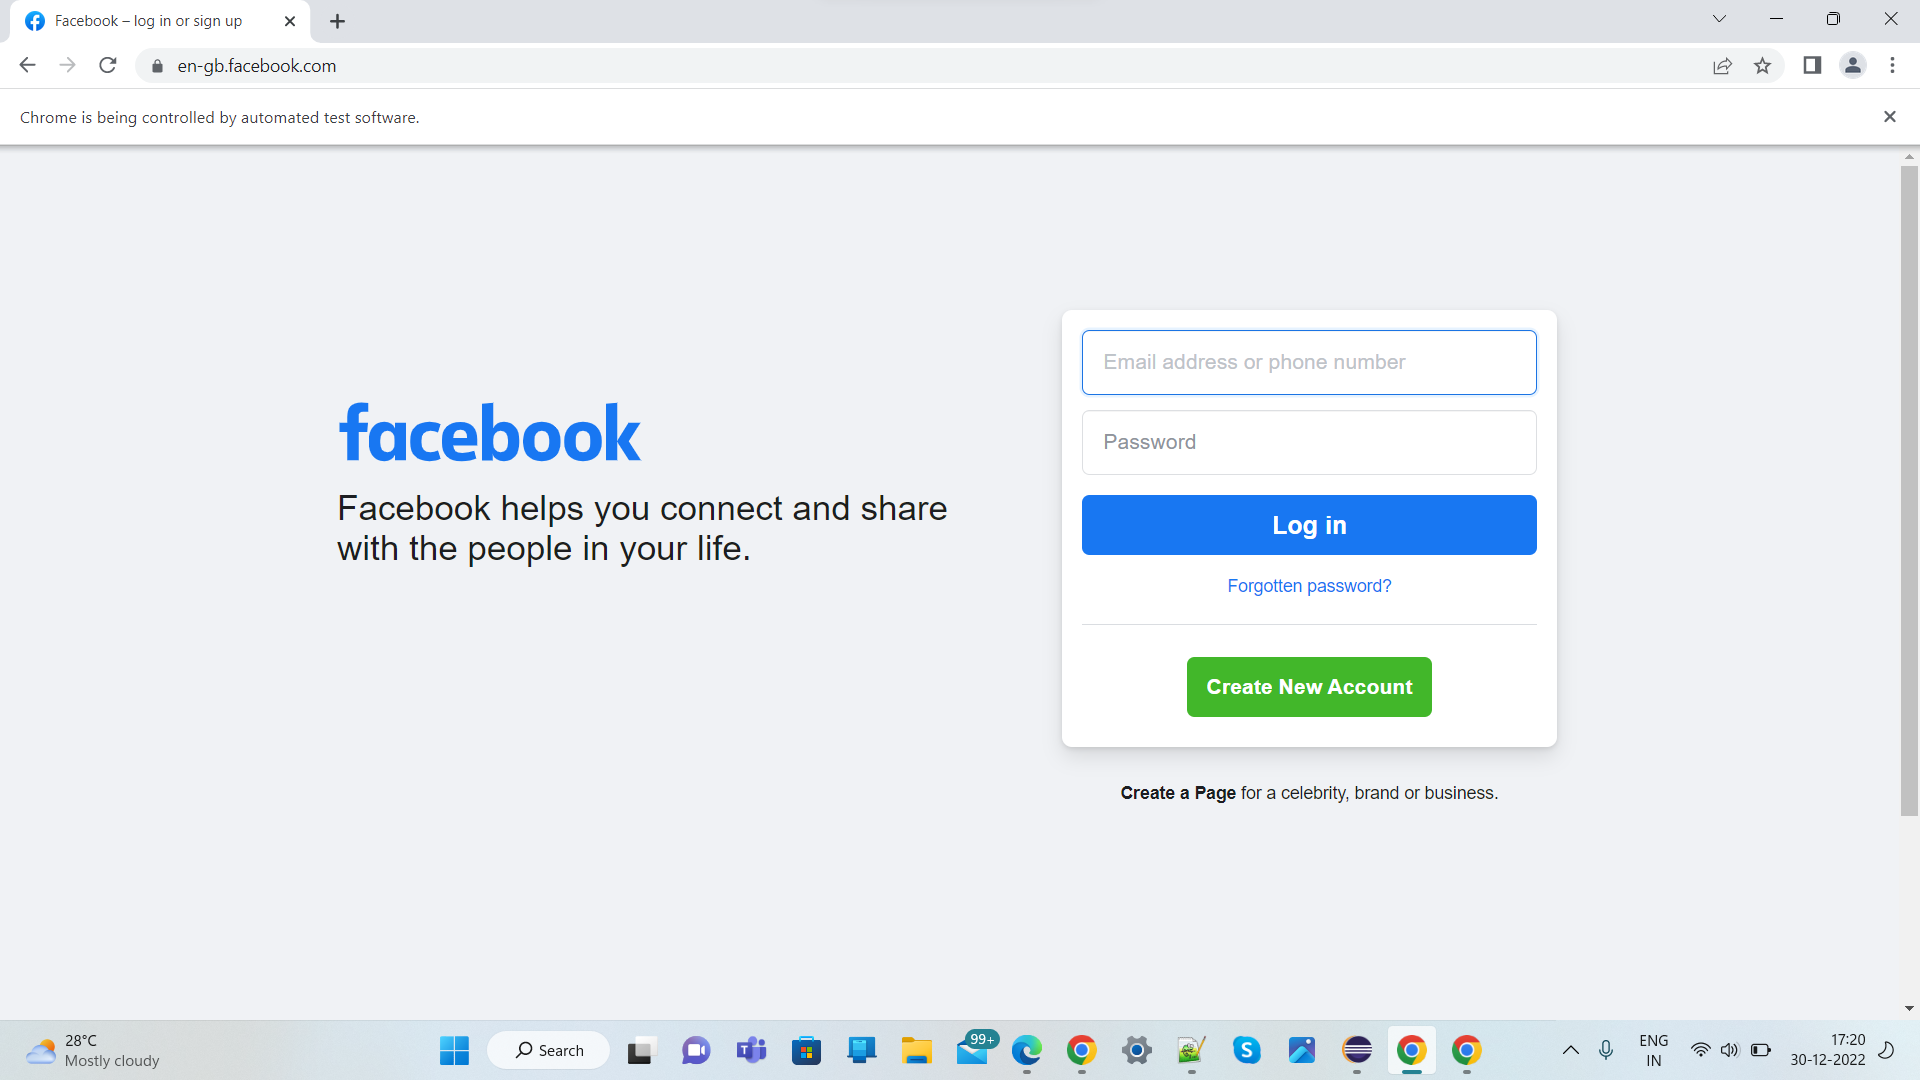 Facebook – log in or sign up
en-gb.facebook.com
Chrome is being controlled by automated test software.
facebook
Facebook helps you connect and share
with the people in your life.
Email address or phone number
Password
Log in
Forgotten password?
Create New Account
Create a Page for a celebrity, brand or business.
28°C
Mostly cloudy
Search
99+
ENG
IN
17:20
30-12-2022